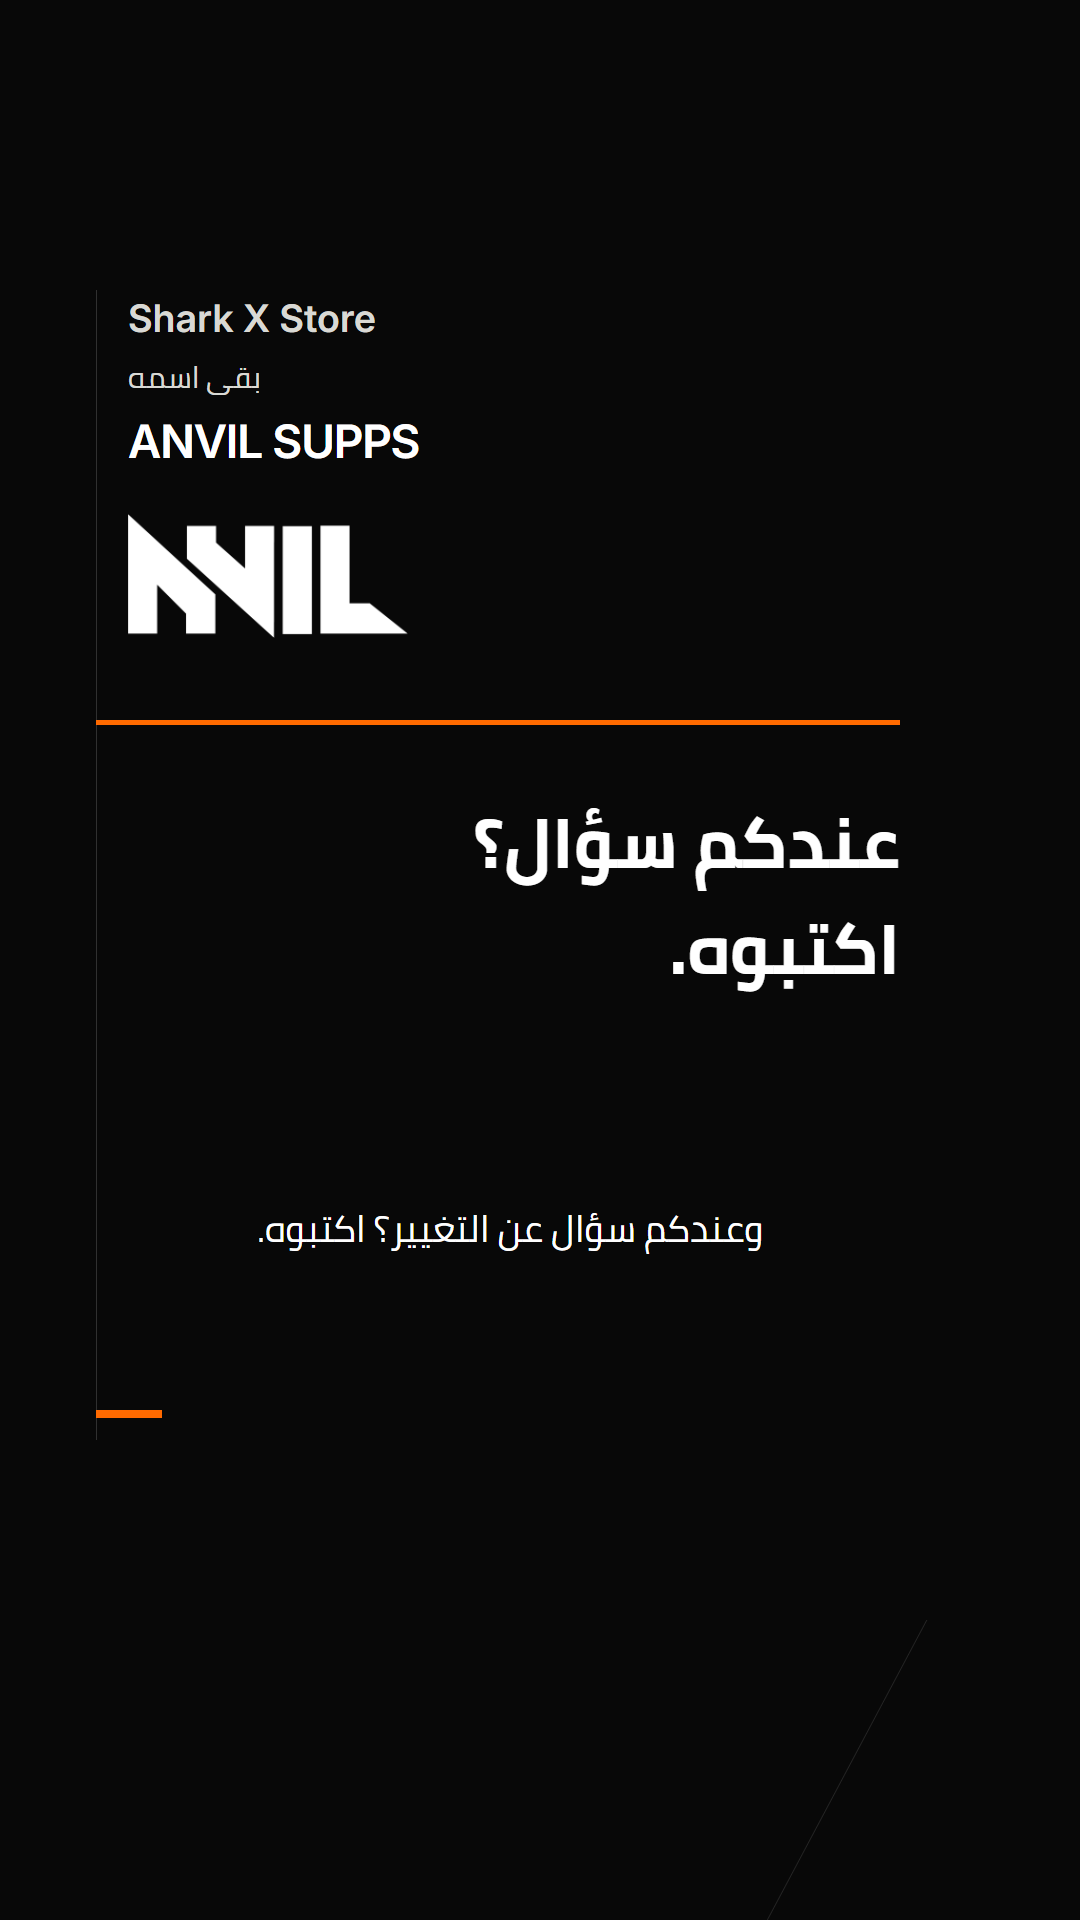 Shark X Store
بقى اسمه
ANVIL SUPPS
ANVIL
عندكم سؤال؟
اكتبوه.
وعندكم سؤال عن التغيير؟ اكتبوه.